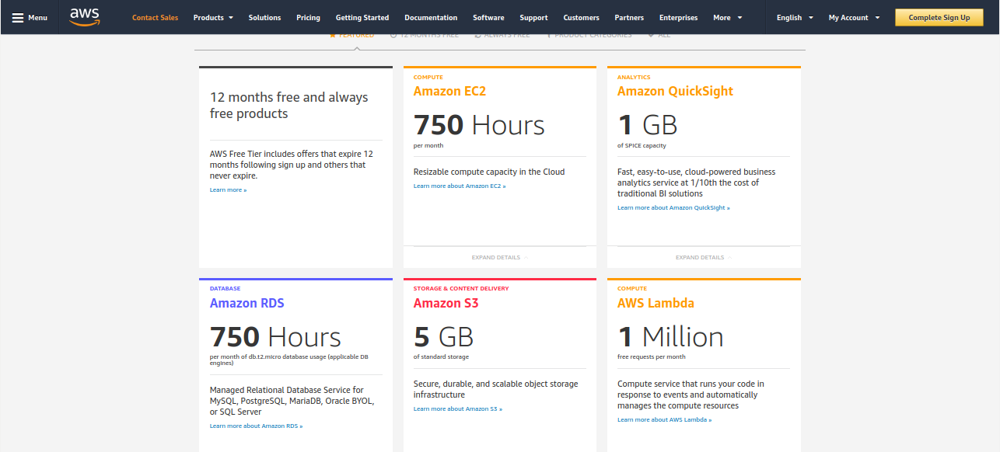 Menu
aws
Contact Sales
Products
Solutions
Pricing
Getting Started
Documentation
Software
Support
Customers
Partners
Enterprises
More
English
My Account
Complete Sign Up
FEATURED
12 MONTHS FREE
ALWAYS FREE
PRODUCT CATEGORIES
ALL
12 months free and always
free products
AWS Free Tier includes offers that expire 12
months following sign up and others that
never expire.
Learn more »
COMPUTE
Amazon EC2
750 Hours
per month
Resizable compute capacity in the Cloud
Learn more about Amazon EC2 »
EXPAND DETAILS
ANALYTICS
Amazon QuickSight
1 GB
of SPICE capacity
Fast, easy-to-use, cloud-powered business
analytics service at 1/10th the cost of
traditional BI solutions
Learn more about Amazon QuickSight »
EXPAND DETAILS
DATABASE
Amazon RDS
750 Hours
per month of db.t2.micro database usage (applicable DB
engines)
Managed Relational Database Service for
MySQL, PostgreSQL, MariaDB, Oracle BYOL,
or SQL Server
Learn more about Amazon RDS »
STORAGE & CONTENT DELIVERY
Amazon S3
5 GB
of standard storage
Secure, durable, and scalable object storage
infrastructure
Learn more about Amazon S3 »
COMPUTE
AWS Lambda
1 Million
free requests per month
Compute service that runs your code in
response to events and automatically
manages the compute resources
Learn more about AWS Lambda »